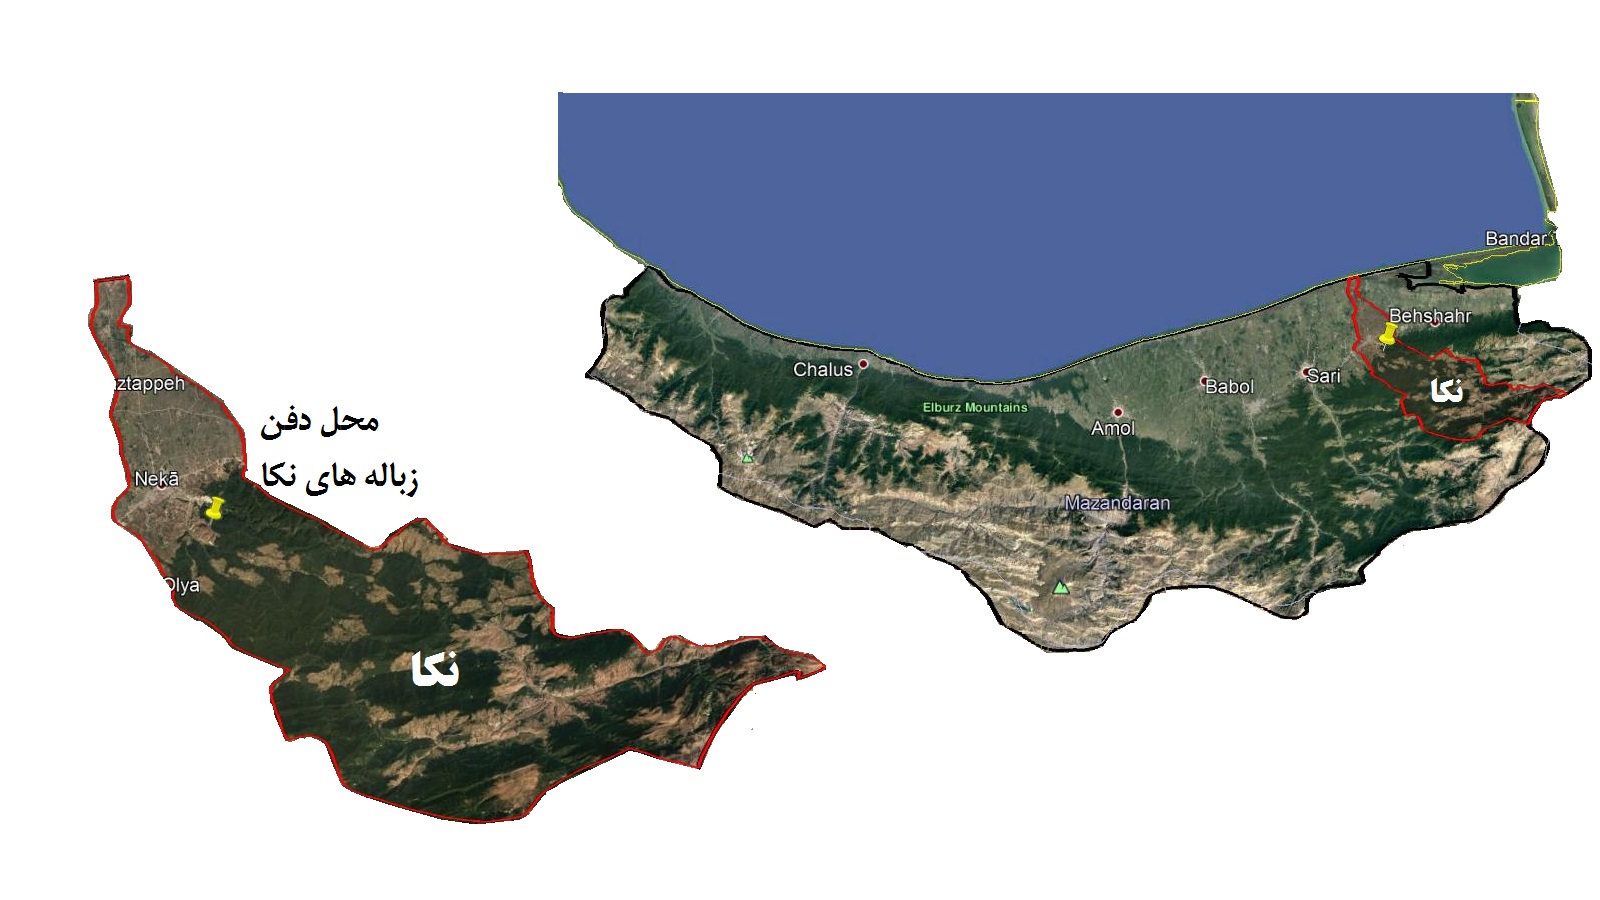 Bandar
Behshahr
Chalus
Sari
Babol
نکا
Elburz Mountains
Amol
Mazandaran
ztappeh
محل دفن
زباله های نکا
Nekā
Olya
نکا